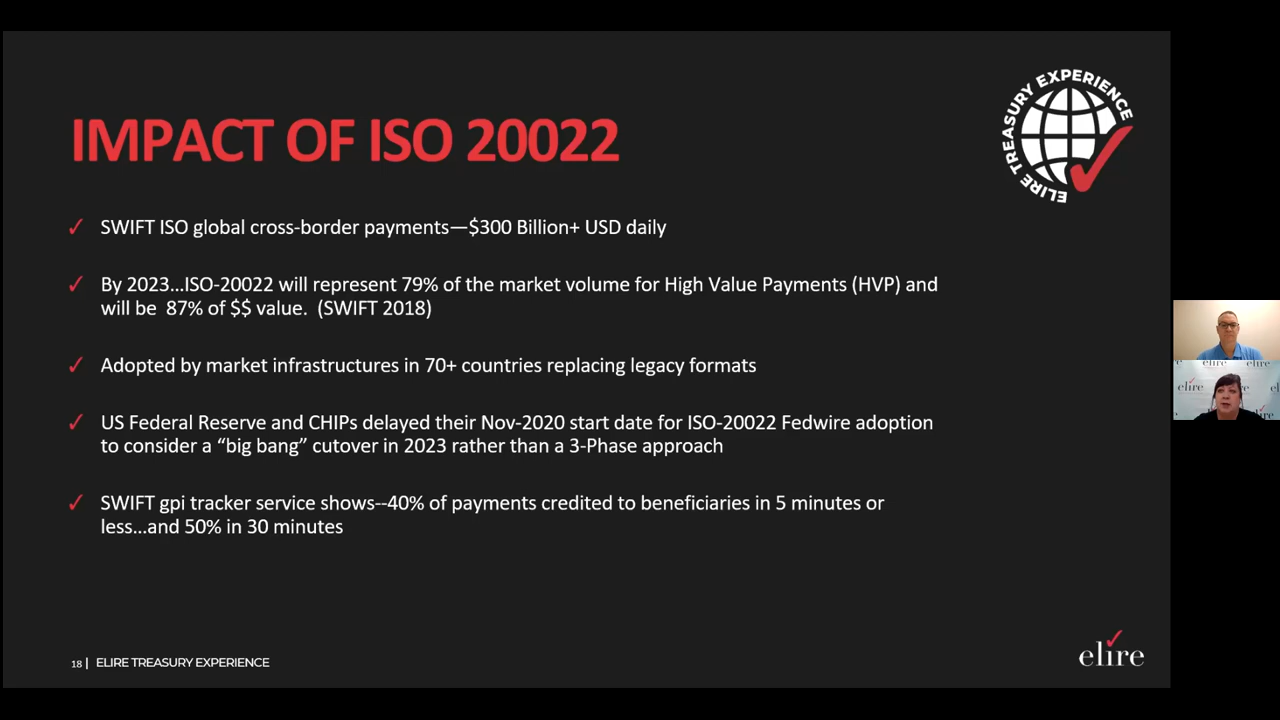 ELIRE TREASURY EXPERIENCE
IMPACT OF ISO 20022
✓ SWIFT ISO global cross-border payments—$300 Billion+ USD daily
✓ By 2023...ISO-20022 will represent 79% of the market volume for High Value Payments (HVP) and
will be 87% of $$ value. (SWIFT 2018)
✓ Adopted by market infrastructures in 70+ countries replacing legacy formats
✓ US Federal Reserve and CHIPs delayed their Nov-2020 start date for ISO-20022 Fedwire adoption
to consider a “big bang” cutover in 2023 rather than a 3-Phase approach
✓ SWIFT gpi tracker service shows--40% of payments credited to beneficiaries in 5 minutes or
less...and 50% in 30 minutes
elire
18 | ELIRE TREASURY EXPERIENCE
elire